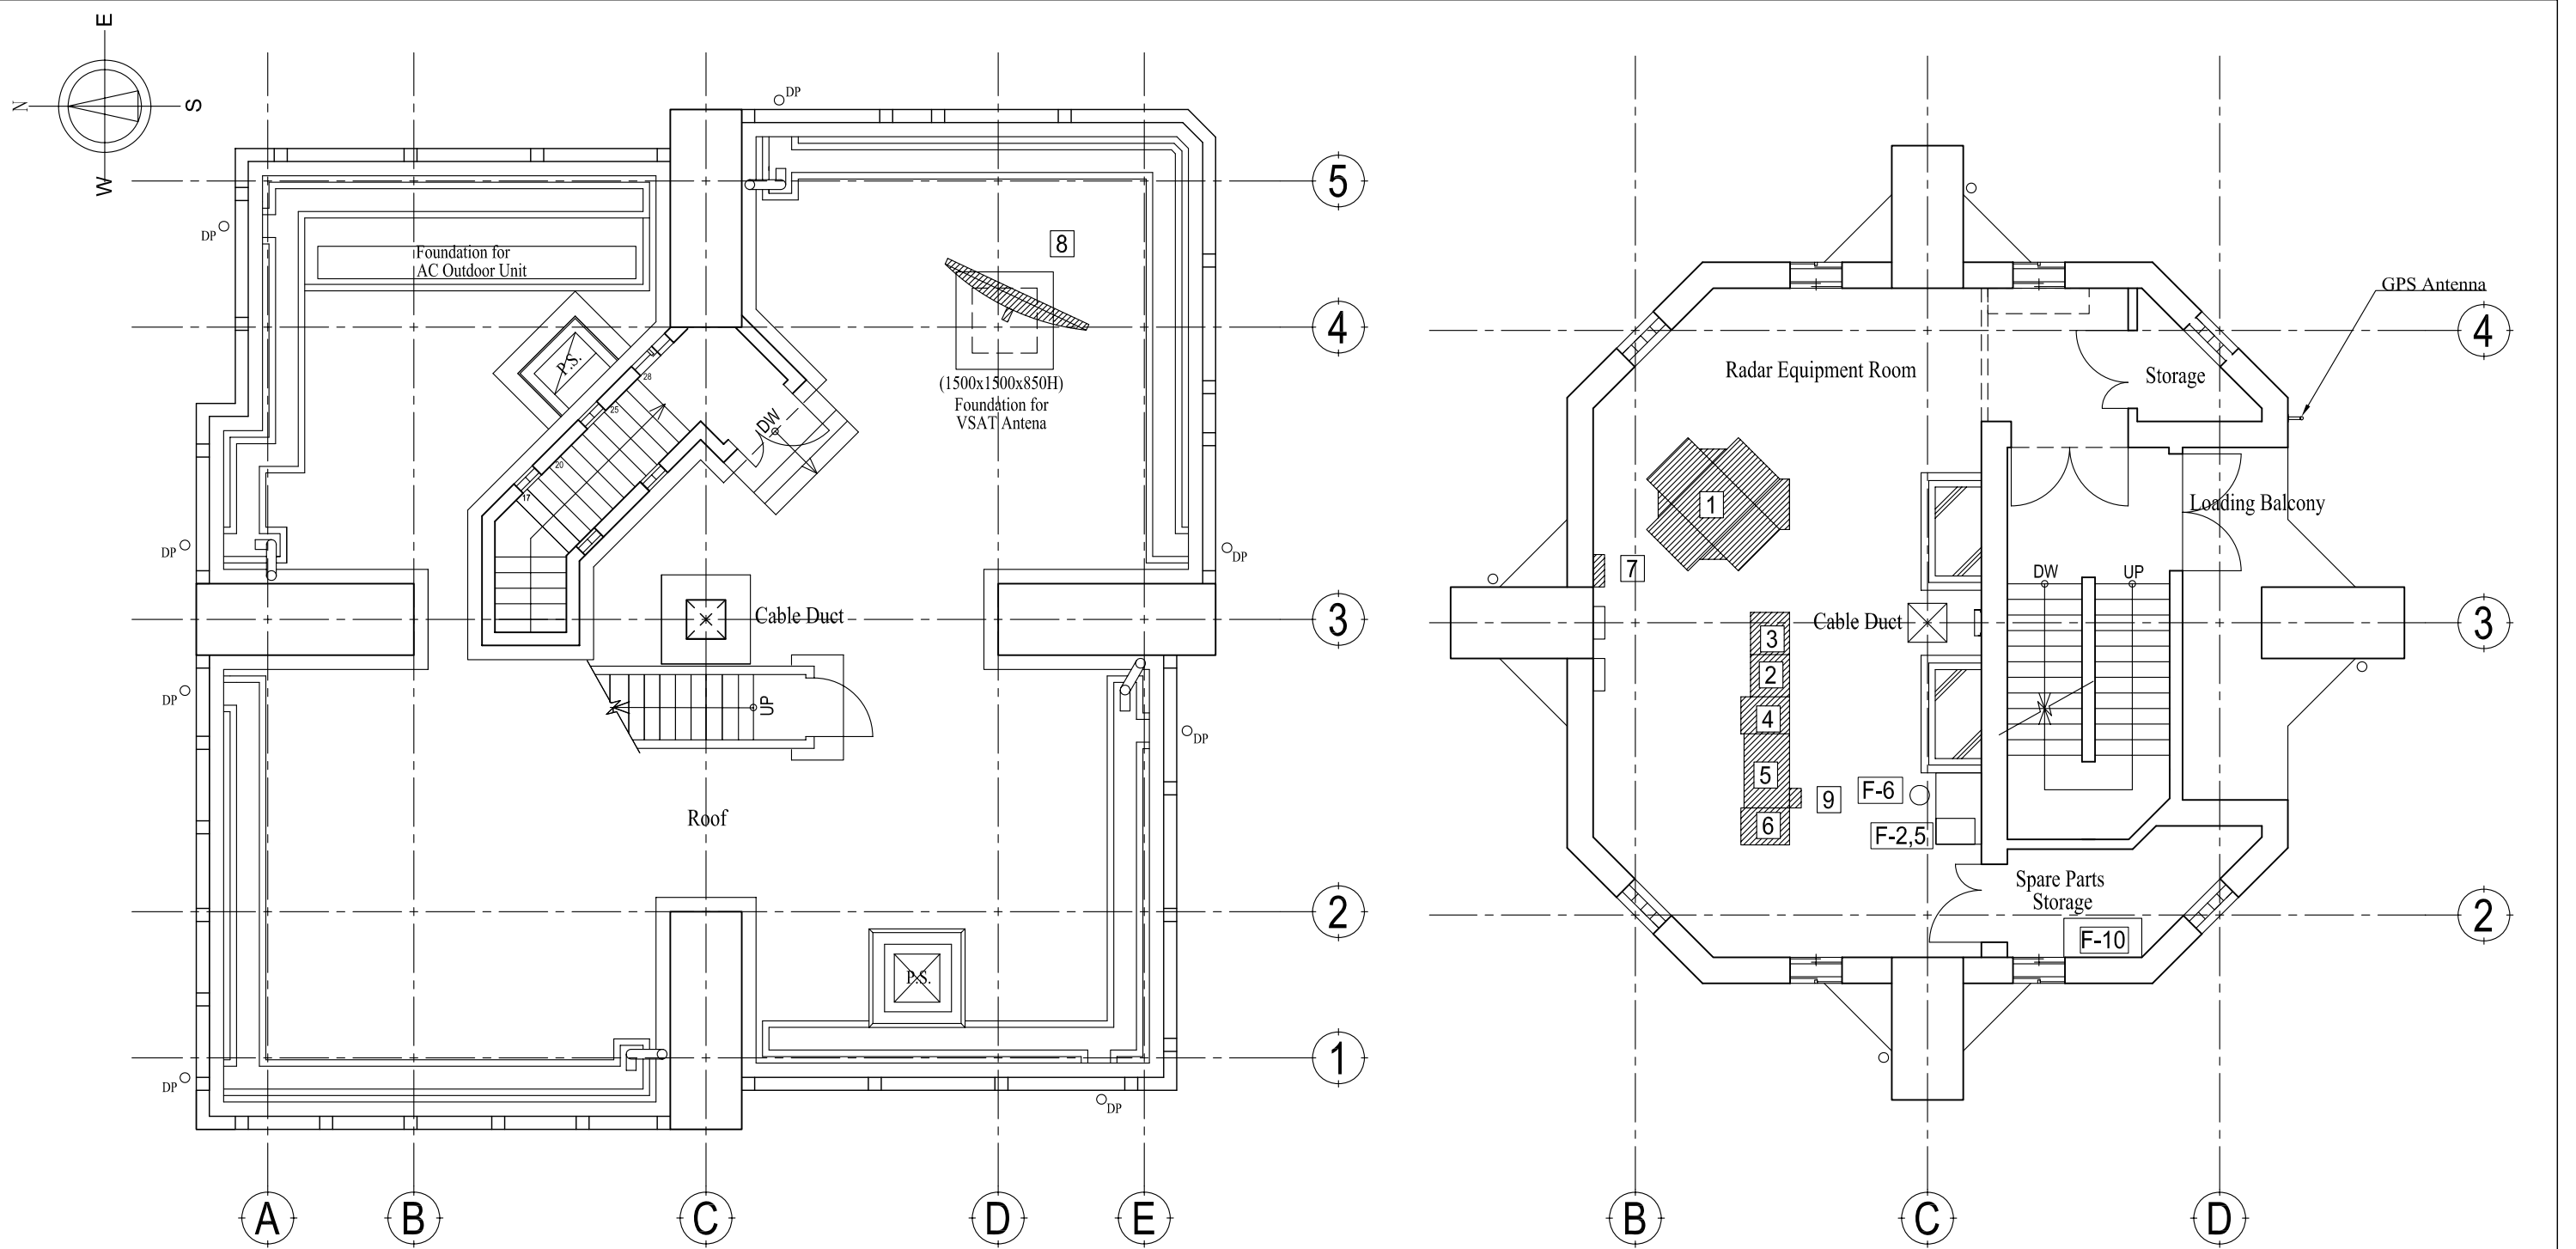 E
N
S
W
DP
DP
5
Foundation for
AC Outdoor Unit
8
4
P.S.
28
25
20
17
DW
(1500x1500x850H)
Foundation for
VSAT Antena
DP
DP
Cable Duct
3
DP
UP
DP
Roof
2
P.S.
1
DP
DP
A
B
C
D
E
GPS Antenna
4
Radar Equipment Room
Storage
1
Loading Balcony
7
DW
UP
Cable Duct
3
3
2
4
5
F-6
9
6
F-2,5
Spare Parts
Storage
2
F-10
B
C
D